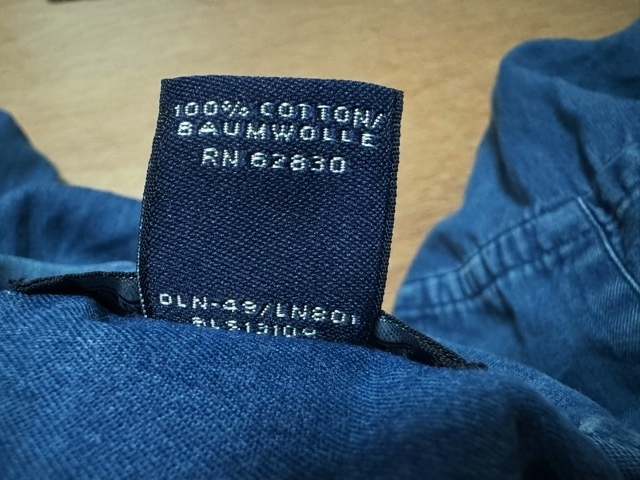 100% COTTON/
BAUMWOLLE
RN 62830
DLN-49/LN801